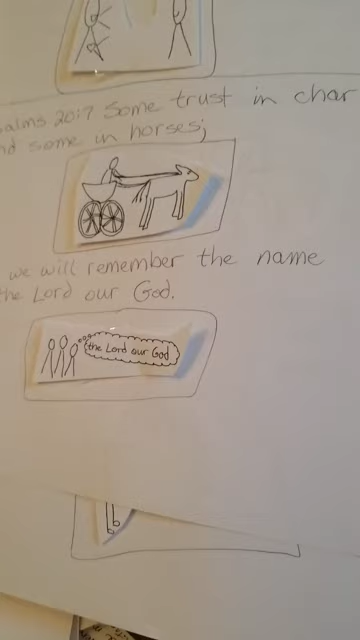 alms 20:7 Some trust in char
nd some in horses;
we will remember the name
the Lord our God.
the Lord our God